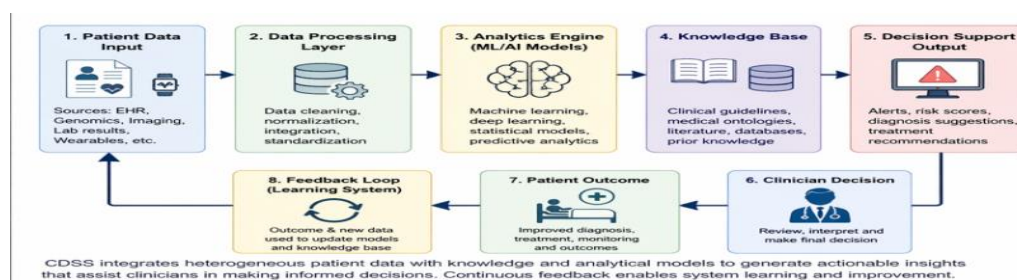 1. Patient Data
Input
Sources: EHR,
Genomics, Imaging,
Lab results,
Wearables, etc.
2. Data Processing
Layer
Data cleaning,
normalization,
integration,
standardization
3. Analytics Engine
(ML/AI Models)
Machine learning,
deep learning,
statistical models,
predictive analytics
4. Knowledge Base
Clinical guidelines,
medical ontologies,
literature, databases,
prior knowledge
5. Decision Support
Output
Alerts, risk scores,
diagnosis suggestions,
treatment
recommendations
6. Clinician Decision
Review, interpret and
make final decision
7. Patient Outcome
Improved diagnosis,
treatment, monitoring
and outcomes
8. Feedback Loop
(Learning System)
Outcome & new data
used to update models
and knowledge base
CDSS integrates heterogeneous patient data with knowledge and analytical models to generate actionable insights
that assist clinicians in making informed decisions. Continuous feedback enables system learning and improvement.